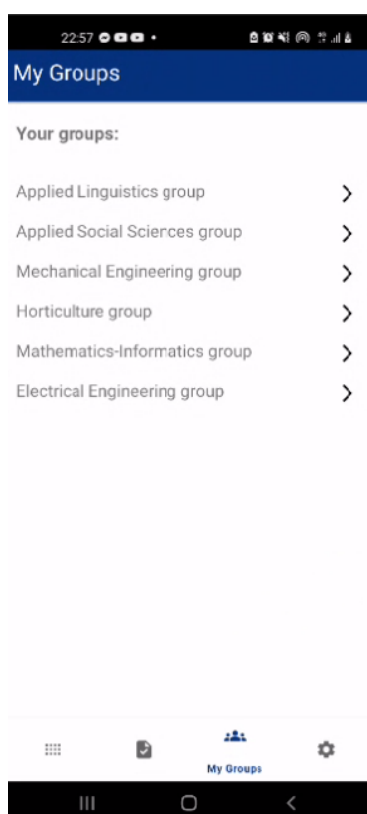 22:57
My Groups
Your groups:
Applied Linguistics group
Applied Social Sciences group
Mechanical Engineering group
Horticulture group
Mathematics-Informatics group
Electrical Engineering group
My Groups